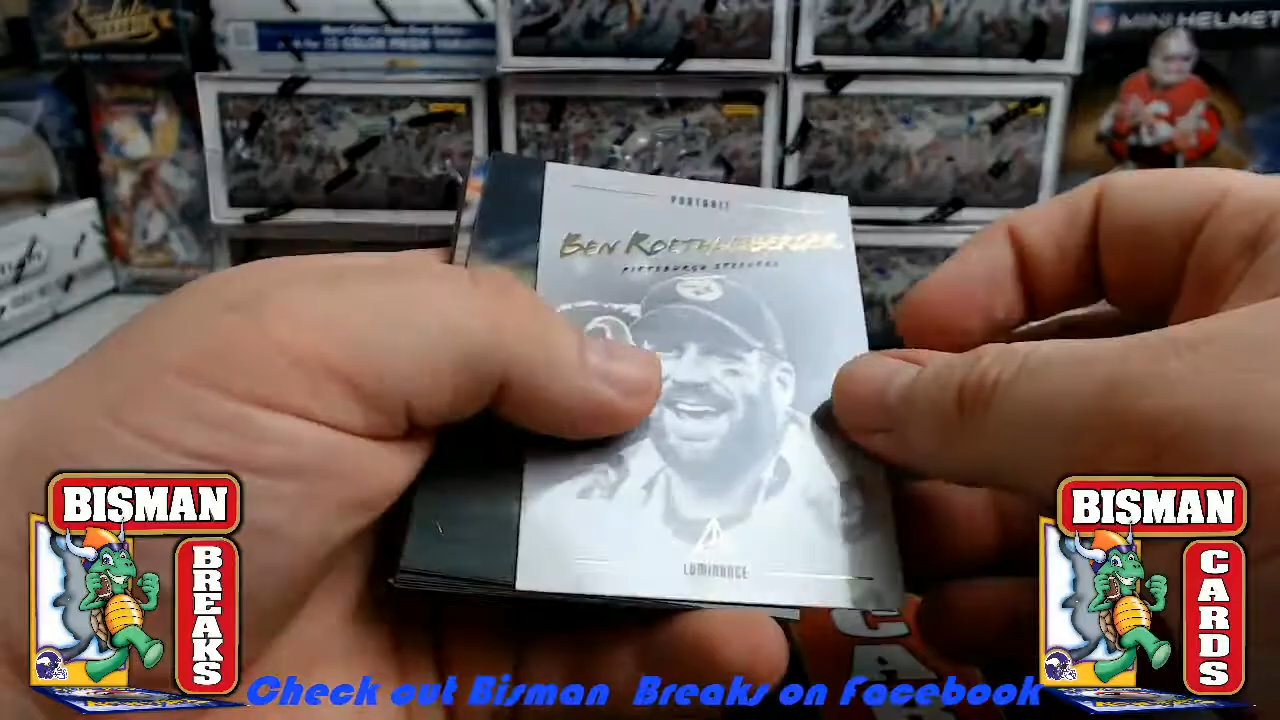 MINI HELMET
PORTRAIT
BEN ROETHLISBERGER
PITTSBURGH STEELERS
LUMINANCE
BISMAN
BREAKS
BISMAN
CARDS
Check out Bisman Breaks on Facebook